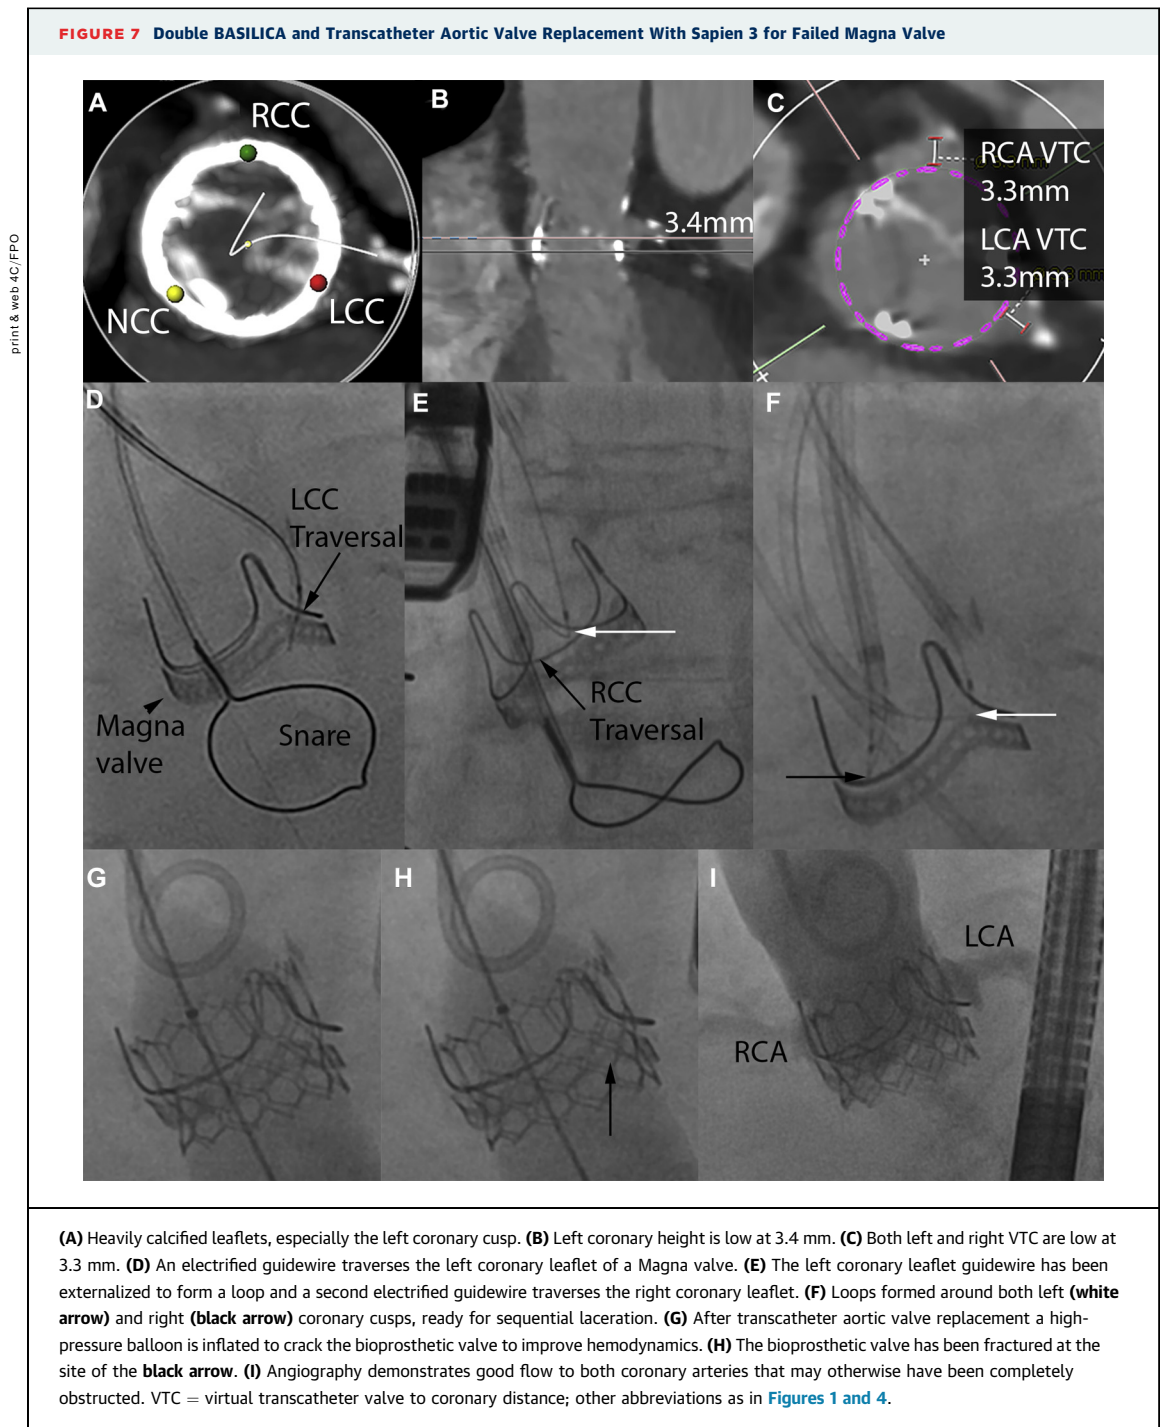 FIGURE 7 Double BASILICA and Transcatheter Aortic Valve Replacement With Sapien 3 for Failed Magna Valve
print & web 4C/FPO
A
RCC
NCC
LCC
B
3.4mm
C
RCA VTC
3.3mm
LCA VTC
3.3mm
D
LCC
Traversal
Magna
valve
Snare
E
RCC
Traversal
F
G
H
I
LCA
RCA
(A) Heavily calcified leaflets, especially the left coronary cusp. (B) Left coronary height is low at 3.4 mm. (C) Both left and right VTC are low at
3.3 mm. (D) An electrified guidewire traverses the left coronary leaflet of a Magna valve. (E) The left coronary leaflet guidewire has been
externalized to form a loop and a second electrified guidewire traverses the right coronary leaflet. (F) Loops formed around both left (white
arrow) and right (black arrow) coronary cusps, ready for sequential laceration. (G) After transcatheter aortic valve replacement a high-
pressure balloon is inflated to crack the bioprosthetic valve to improve hemodynamics. (H) The bioprosthetic valve has been fractured at the
site of the black arrow. (I) Angiography demonstrates good flow to both coronary arteries that may otherwise have been completely
obstructed. VTC = virtual transcatheter valve to coronary distance; other abbreviations as in Figures 1 and 4.